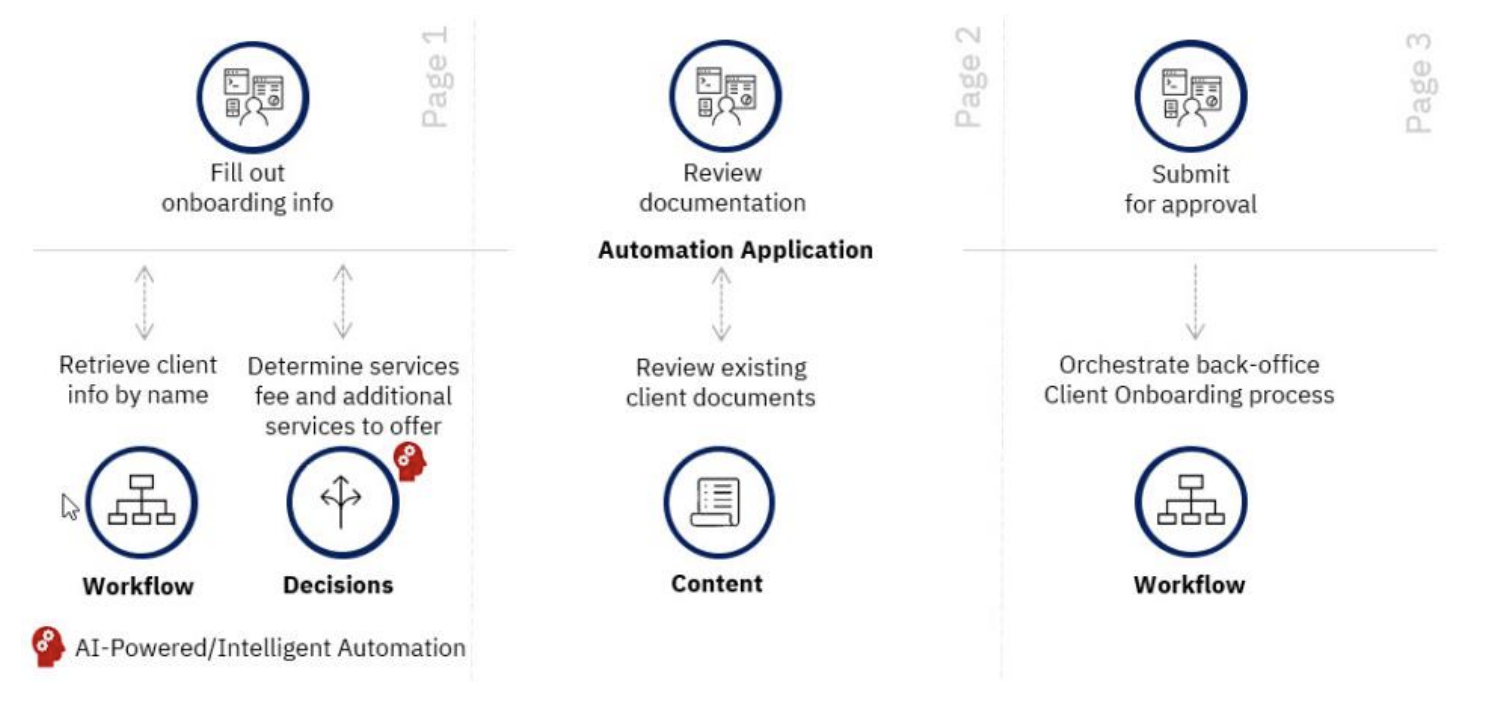 Page 1
Fill out
onboarding info
Page 2
Review
documentation
Page 3
Submit
for approval
Automation Application
Retrieve client
info by name
Determine services
fee and additional
services to offer
Review existing
client documents
Orchestrate back-office
Client Onboarding process
Workflow
Decisions
Content
Workflow
AI-Powered/Intelligent Automation